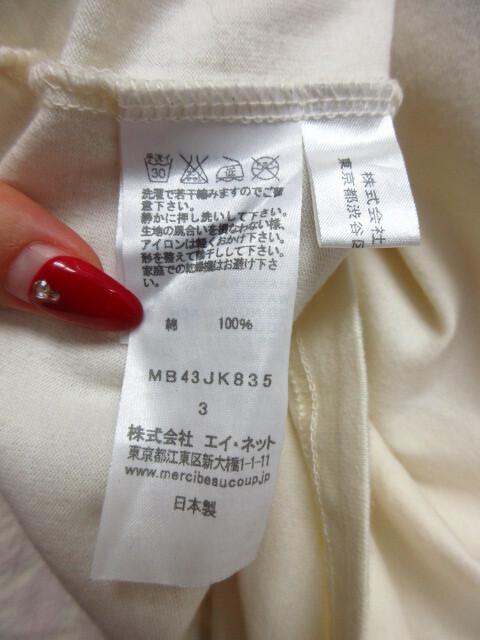 手洗イ
30
洗濯で若干縮みますのでご留
意下さい。
静かに押し洗いして下さい。
生地の風合いを損なわない様、
アイロンは軽くおかけ下さい。
形を整えて陰干しして下さい。
家庭での乾燥機はお避け下さ
い。
綿 100%
MB43JK835
3
株式会社 エイ・ネット
東京都江東区新大橋1-1-11
www.mercibeaucoup.jp
日本製
株式会社
東京都渋谷区